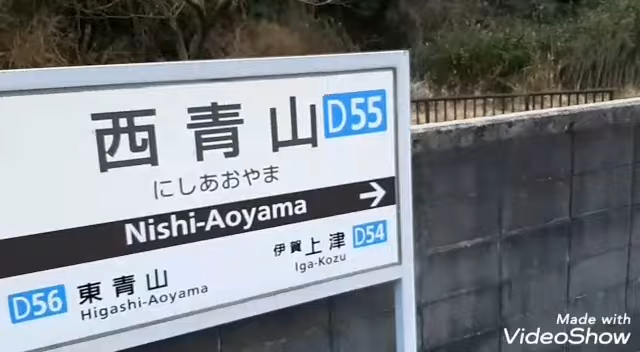 西青山 D55
にしあおやま
Nishi-Aoyama →
D56 東青山
Higashi-Aoyama
伊賀上津 D54
Iga-Kozu
Made with
VideoShow